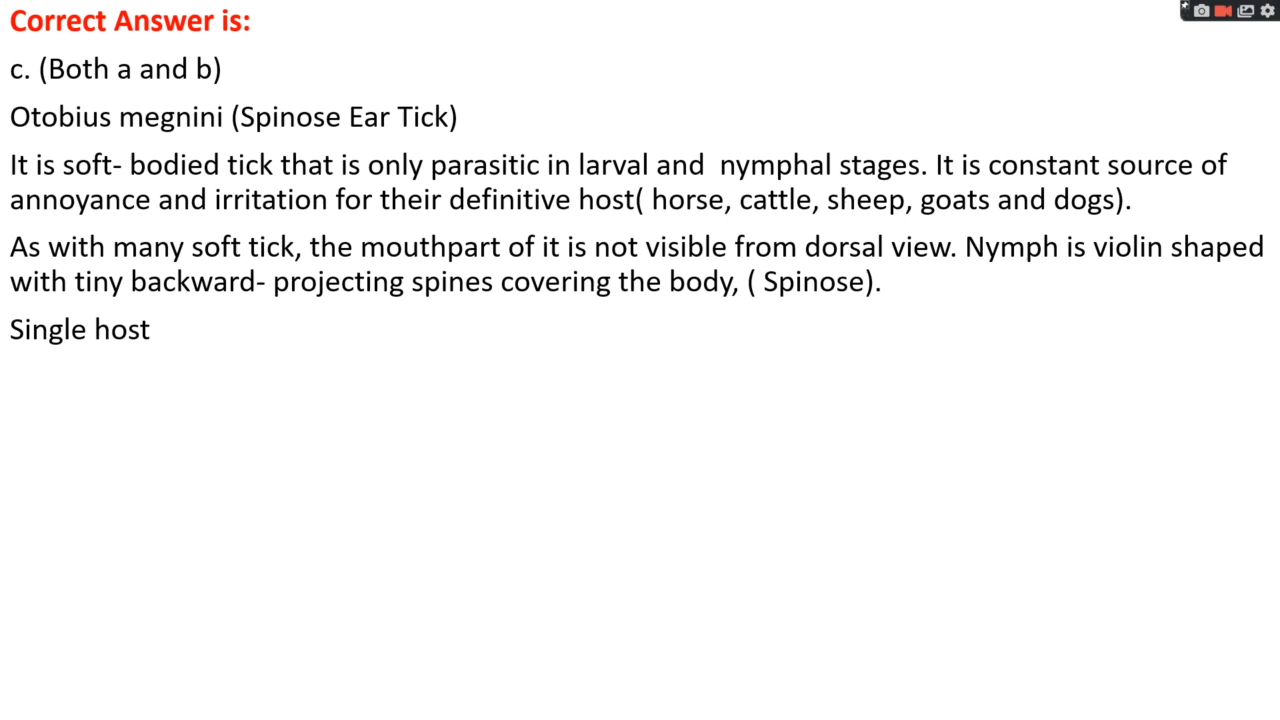 Correct Answer is:
c. (Both a and b)
Otobius megnini (Spinose Ear Tick)
It is soft- bodied tick that is only parasitic in larval and  nymphal stages. It is constant source of
annoyance and irritation for their definitive host( horse, cattle, sheep, goats and dogs).
As with many soft tick, the mouthpart of it is not visible from dorsal view. Nymph is violin shaped
with tiny backward- projecting spines covering the body, ( Spinose).
Single host